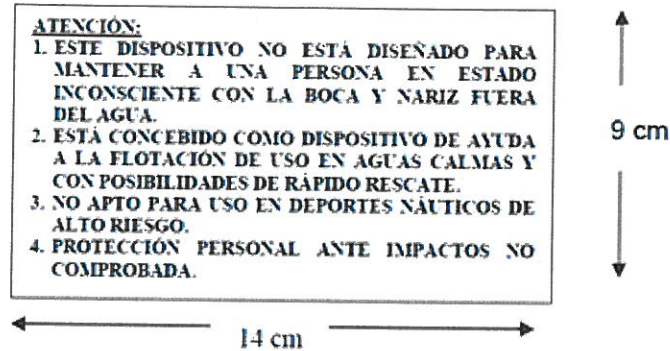 ATENCIÓN:
1. ESTE DISPOSITIVO NO ESTÁ DISEÑADO PARA
MANTENER A UNA PERSONA EN ESTADO
INCONSCIENTE CON LA BOCA Y NARIZ FUERA
DEL AGUA.
2. ESTÁ CONCEBIDO COMO DISPOSITIVO DE AYUDA
A LA FLOTACIÓN DE USO EN AGUAS CALMAS Y
CON POSIBILIDADES DE RÁPIDO RESCATE.
3. NO APTO PARA USO EN DEPORTES NÁUTICOS DE
ALTO RIESGO.
4. PROTECCIÓN PERSONAL ANTE IMPACTOS NO
COMPROBADA.
9 cm
14 cm